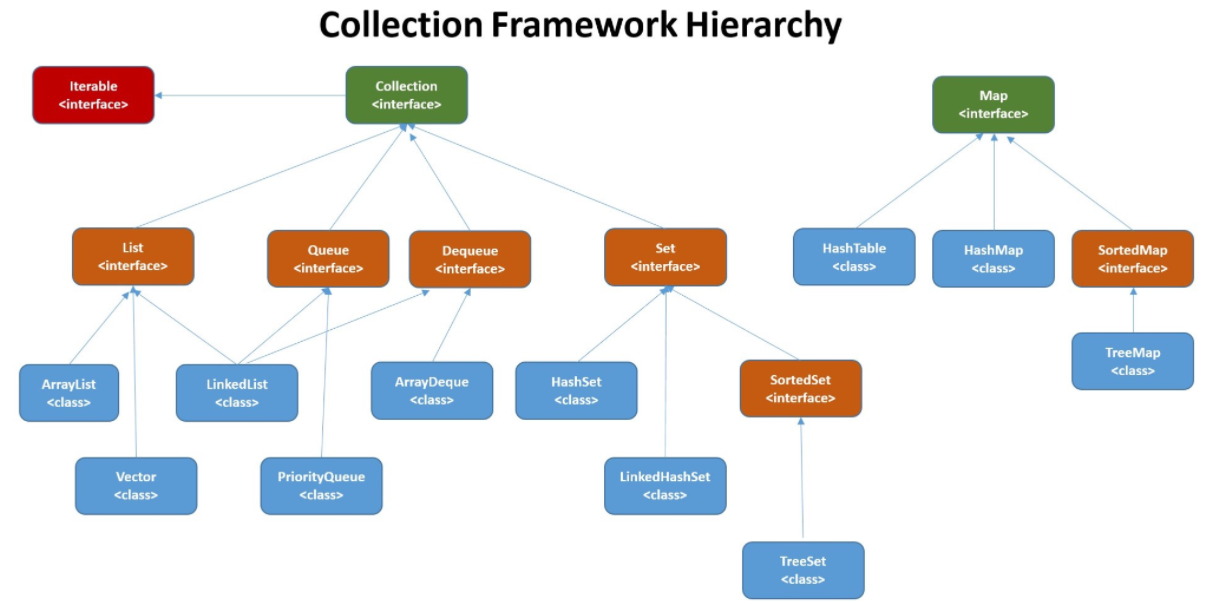 Collection Framework Hierarchy
Iterable
<interface>
Collection
<interface>
Map
<interface>
List
<interface>
Queue
<interface>
Dequeue
<interface>
Set
<interface>
HashTable
<class>
HashMap
<class>
SortedMap
<interface>
ArrayList
<class>
LinkedList
<class>
ArrayDeque
<class>
HashSet
<class>
SortedSet
<interface>
TreeMap
<class>
Vector
<class>
PriorityQueue
<class>
LinkedHashSet
<class>
TreeSet
<class>